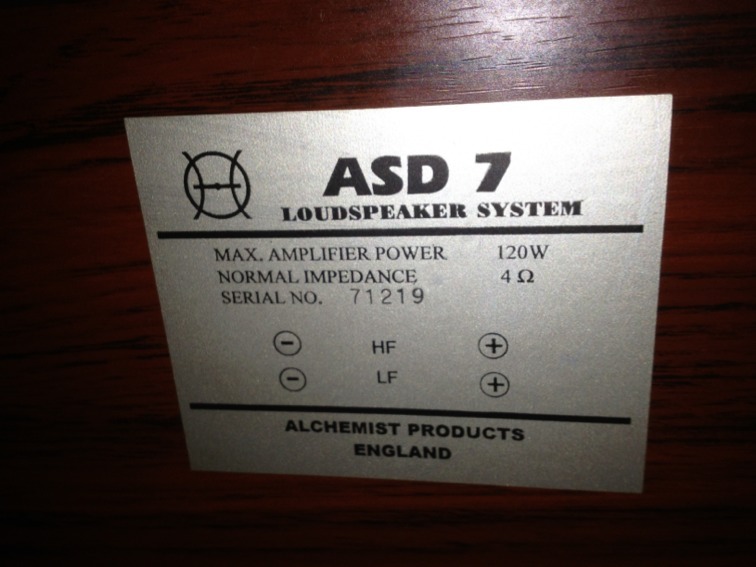 ASD 7
LOUDSPEAKER SYSTEM
MAX. AMPLIFIER POWER 120W
NORMAL IMPEDANCE 4 Ω
SERIAL NO. 71219
⊖ HF ⊕
⊖ LF ⊕
ALCHEMIST PRODUCTS
ENGLAND